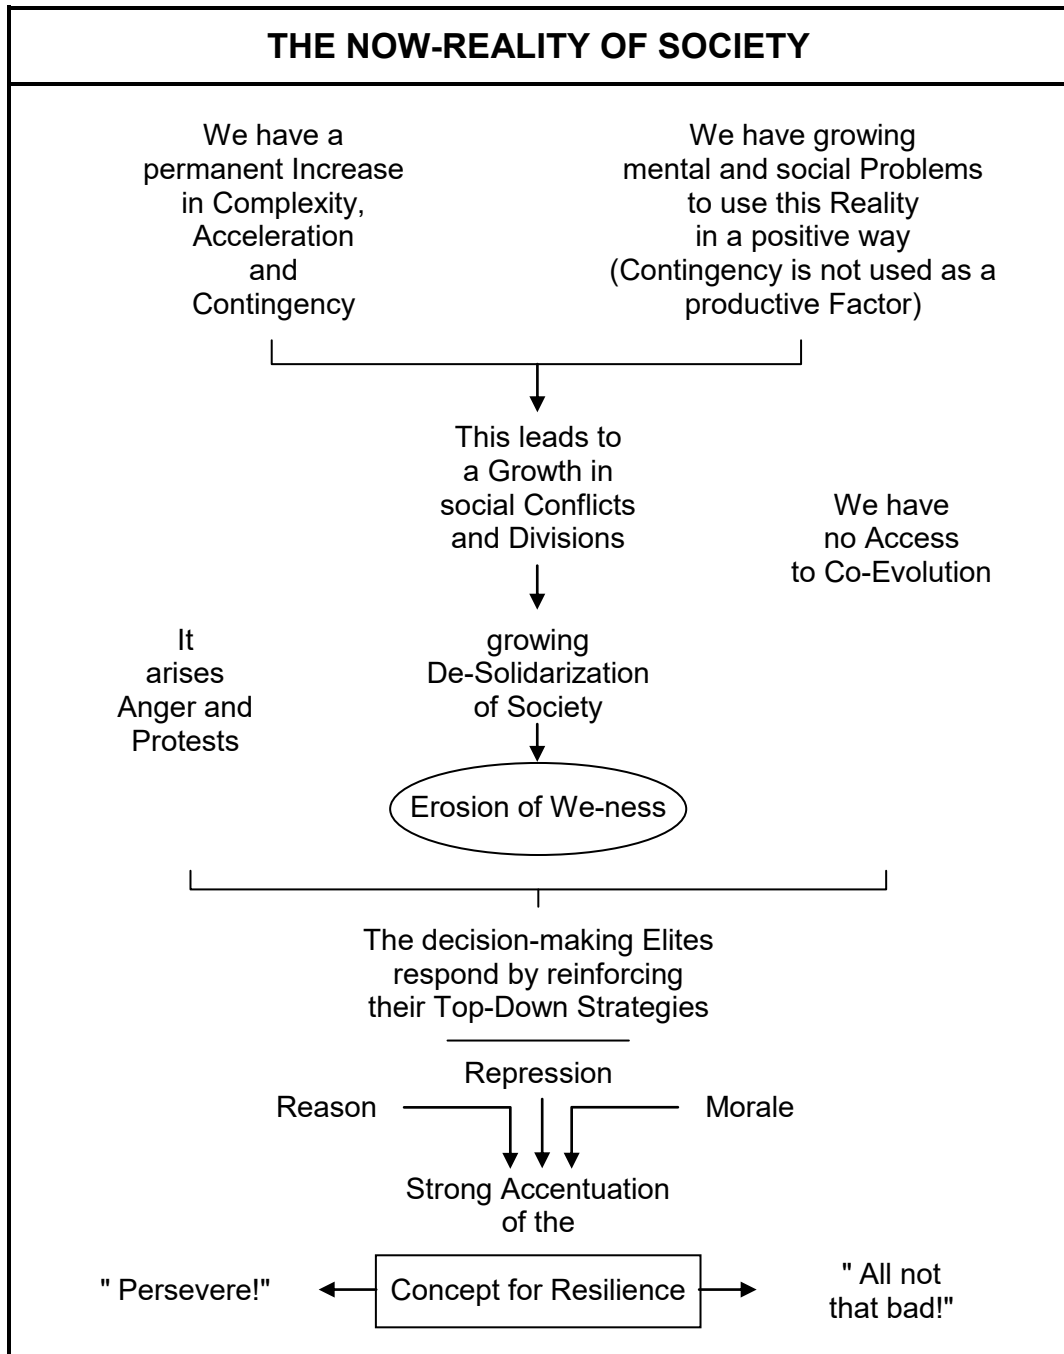 THE NOW-REALITY OF SOCIETY
We have a
permanent Increase
in Complexity,
Acceleration
and
Contingency
We have growing
mental and social Problems
to use this Reality
in a positive way
(Contingency is not used as a
productive Factor)
This leads to
a Growth in
social Conflicts
and Divisions
We have
no Access
to Co-Evolution
It
arises
Anger and
Protests
growing
De-Solidarization
of Society
Erosion of We-ness
The decision-making Elites
respond by reinforcing
their Top-Down Strategies
Repression
Reason
Morale
Strong Accentuation
of the
" Persevere!"
Concept for Resilience
" All not
that bad!"